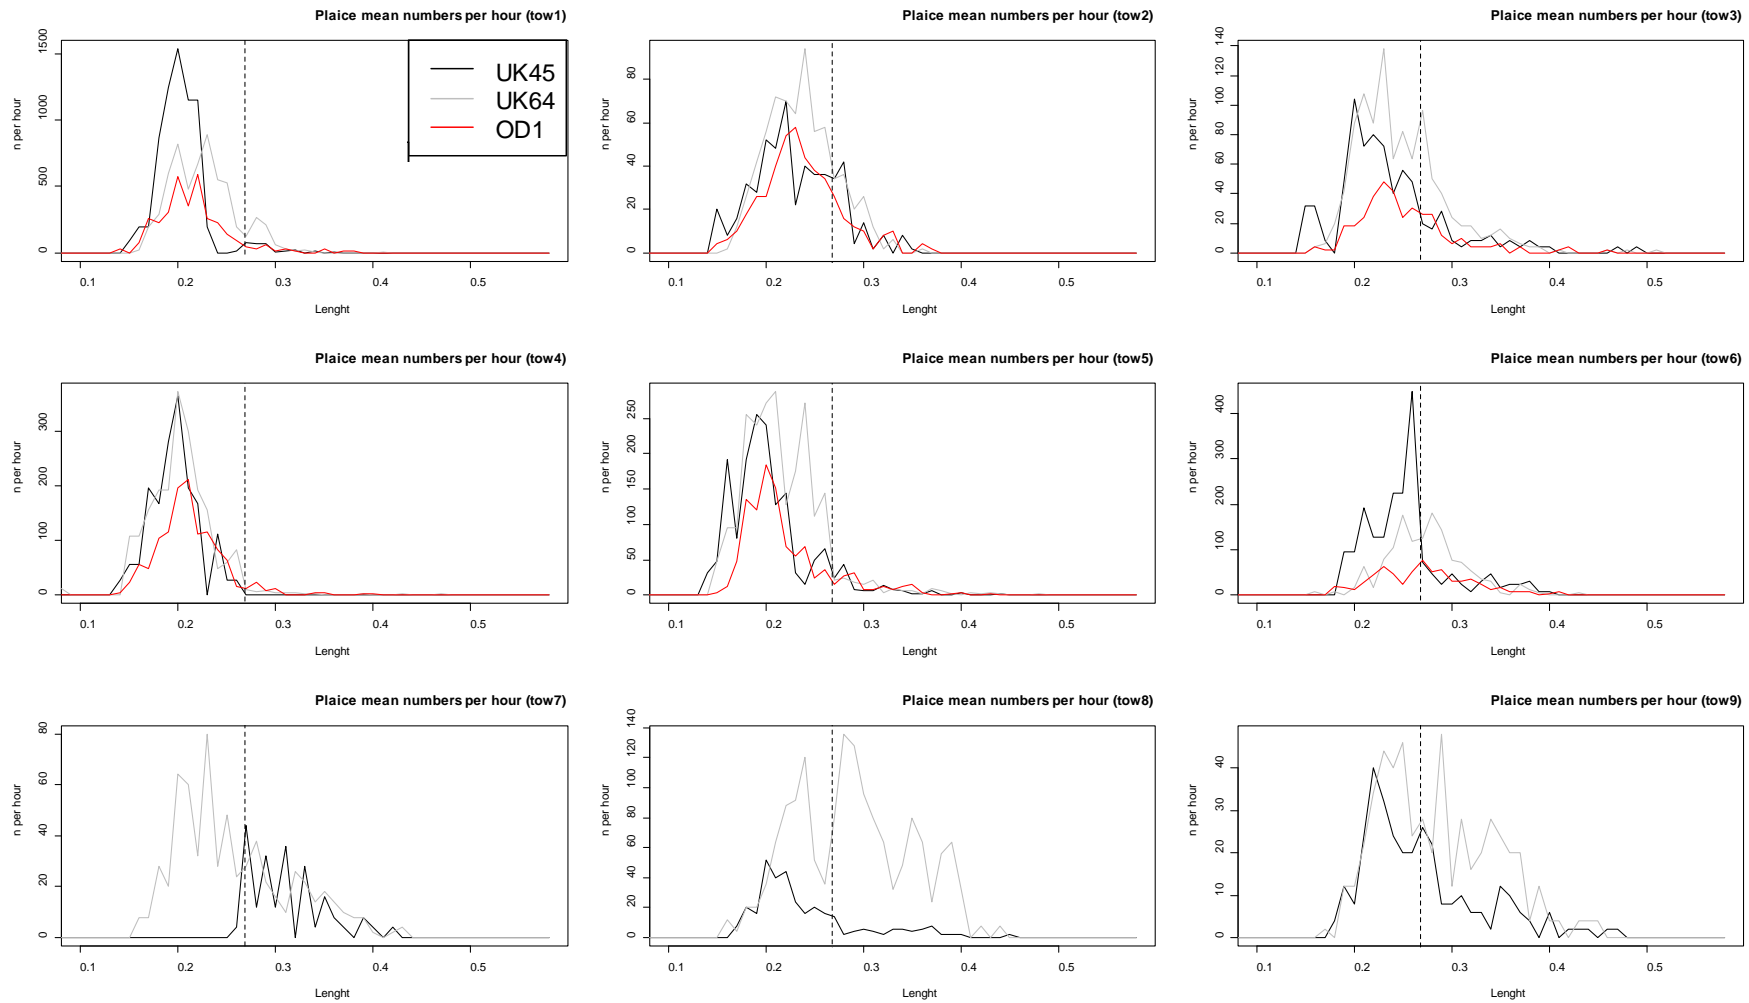 Plaice mean numbers per hour (tow1)
n per hour
0
500
1000
1500
UK45
UK64
OD1
0.1 0.2 0.3 0.4 0.5
Lenght
Plaice mean numbers per hour (tow2)
n per hour
0
20
40
60
80
0.1 0.2 0.3 0.4 0.5
Lenght
Plaice mean numbers per hour (tow3)
n per hour
0
20
40
60
80
100
120
140
0.1 0.2 0.3 0.4 0.5
Lenght
Plaice mean numbers per hour (tow4)
n per hour
0
100
200
300
0.1 0.2 0.3 0.4 0.5
Lenght
Plaice mean numbers per hour (tow5)
n per hour
0
50
100
150
200
250
0.1 0.2 0.3 0.4 0.5
Lenght
Plaice mean numbers per hour (tow6)
n per hour
0
100
200
300
400
0.1 0.2 0.3 0.4 0.5
Lenght
Plaice mean numbers per hour (tow7)
n per hour
0
20
40
60
80
0.1 0.2 0.3 0.4 0.5
Lenght
Plaice mean numbers per hour (tow8)
n per hour
0
20
40
60
80
100
120
140
0.1 0.2 0.3 0.4 0.5
Lenght
Plaice mean numbers per hour (tow9)
n per hour
0
10
20
30
40
0.1 0.2 0.3 0.4 0.5
Lenght